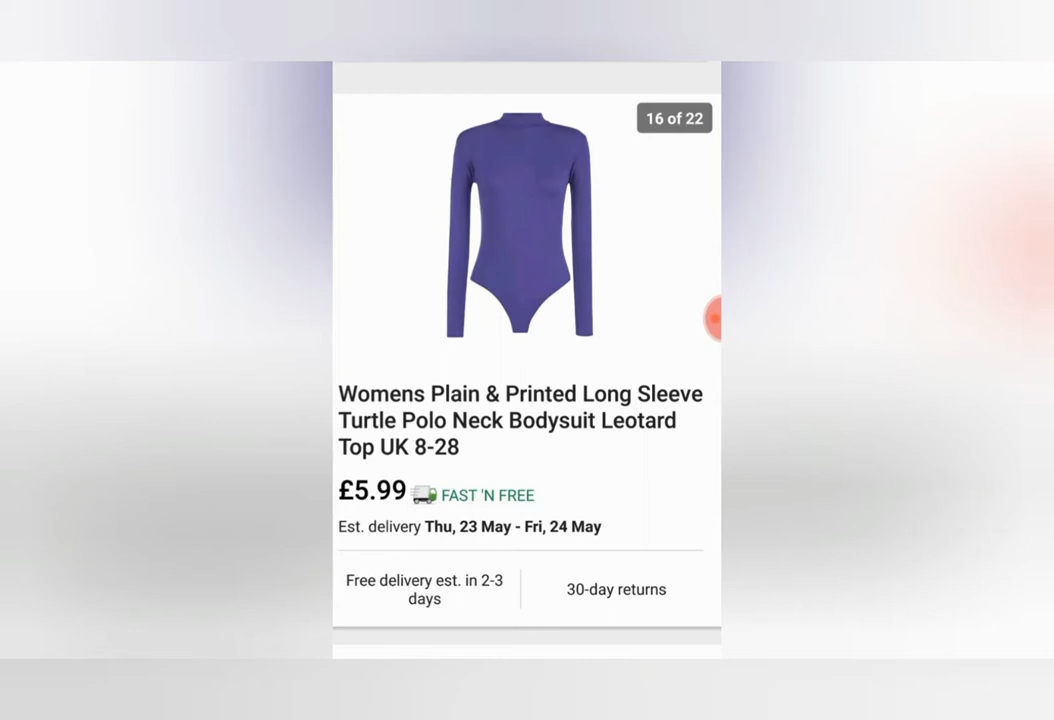 16 of 22
Womens Plain & Printed Long Sleeve
Turtle Polo Neck Bodysuit Leotard
Top UK 8-28
£5.99 FAST 'N FREE
Est. delivery Thu, 23 May - Fri, 24 May
Free delivery est. in 2-3
days
30-day returns